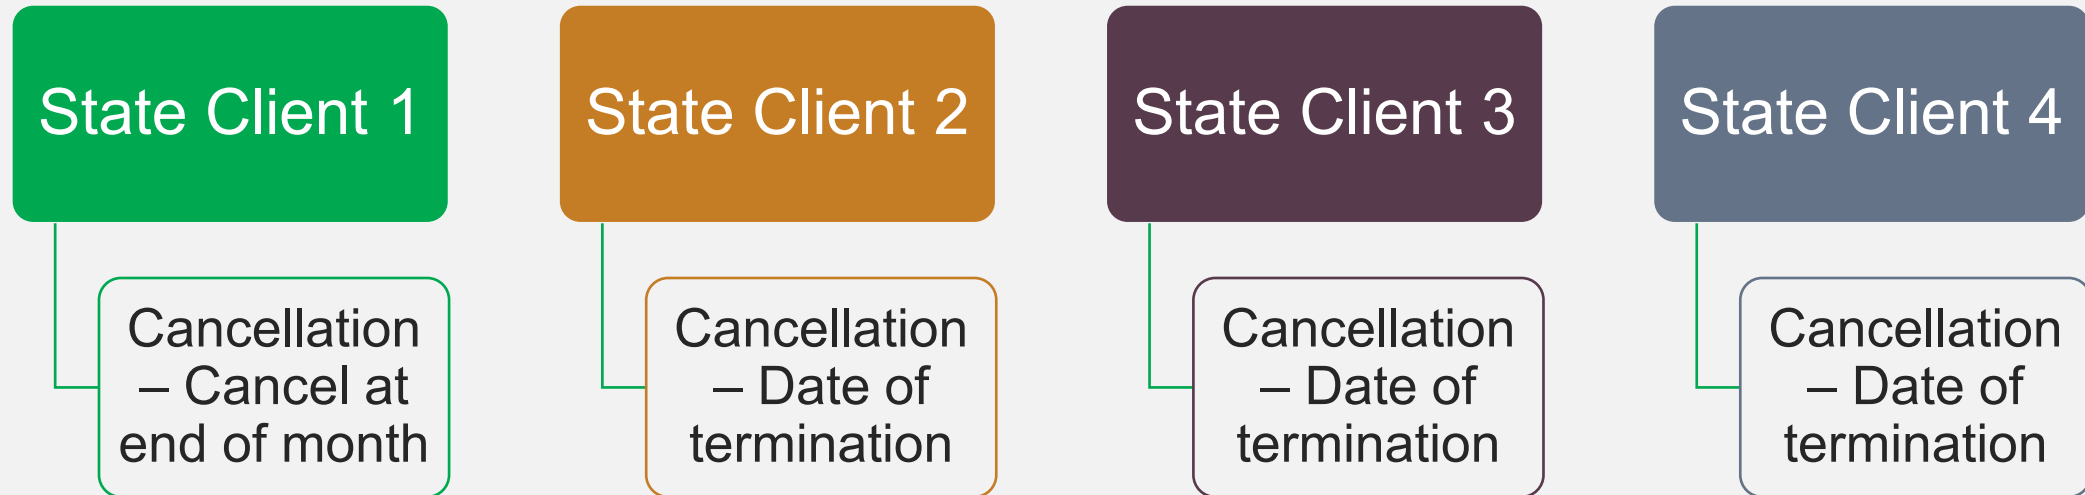 State Client 1
State Client 2
State Client 3
State Client 4
Cancellation
– Cancel at
end of month
Cancellation
– Date of
termination
Cancellation
– Date of
termination
Cancellation
– Date of
termination